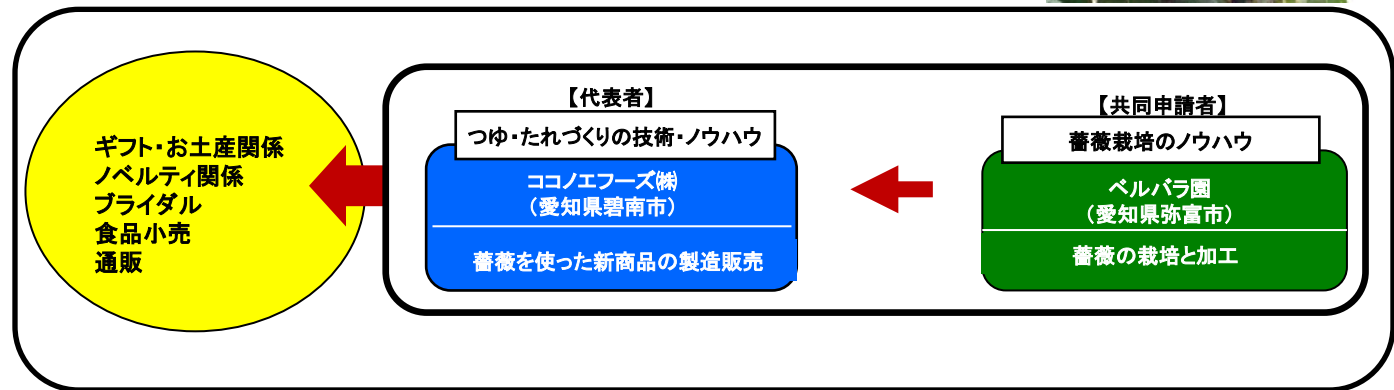 ギフト・お土産関係
ノベルティ関係
ブライダル
食品小売
通販
【代表者】
つゆ・たれづくりの技術・ノウハウ
ココノエフーズ㈱
（愛知県碧南市）
薔薇を使った新商品の製造販売
【共同申請者】
薔薇栽培のノウハウ
ベルバラ園
（愛知県弥富市）
薔薇の栽培と加工